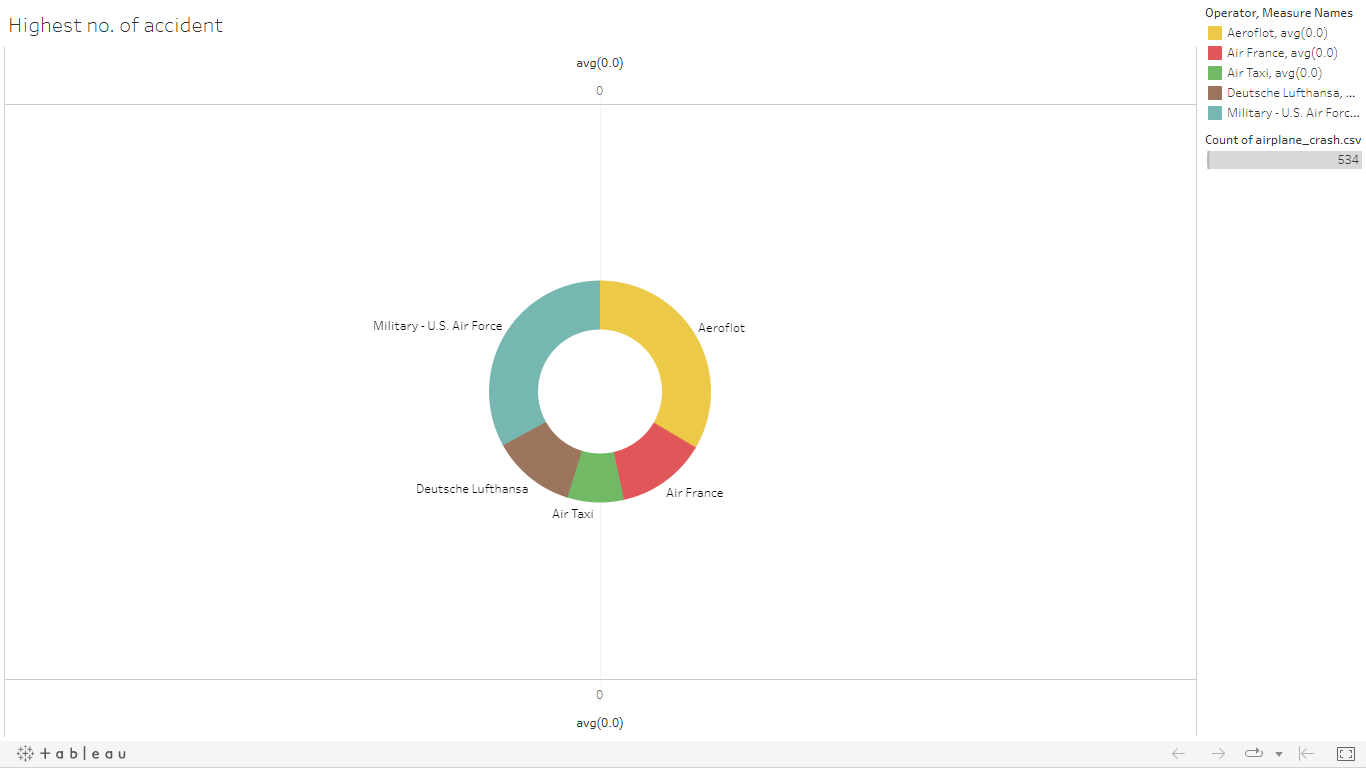 Highest no. of accident
avg(0.0)
0
Military - U.S. Air Force
Aeroflot
Deutsche Lufthansa
Air France
Air Taxi
0
avg(0.0)
Operator, Measure Names
Aeroflot, avg(0.0)
Air France, avg(0.0)
Air Taxi, avg(0.0)
Deutsche Lufthansa, ...
Military - U.S. Air Forc...
Count of airplane_crash.csv
534
+ a b | e a u